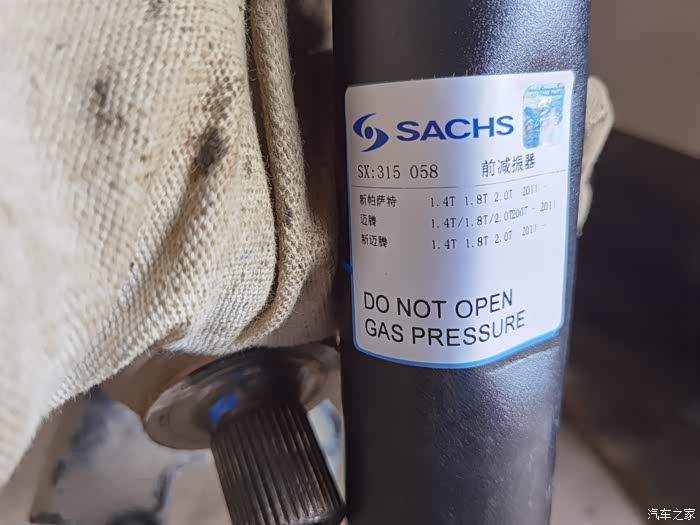 SACHS
SX:315 058 前减振器
新帕萨特 1.4T 1.8T 2.0T 2011 -
迈腾 1.4T/1.8T/2.0T2007 - 2011
新迈腾 1.4T 1.8T 2.0T 2011 -
DO NOT OPEN
GAS PRESSURE
汽车之家